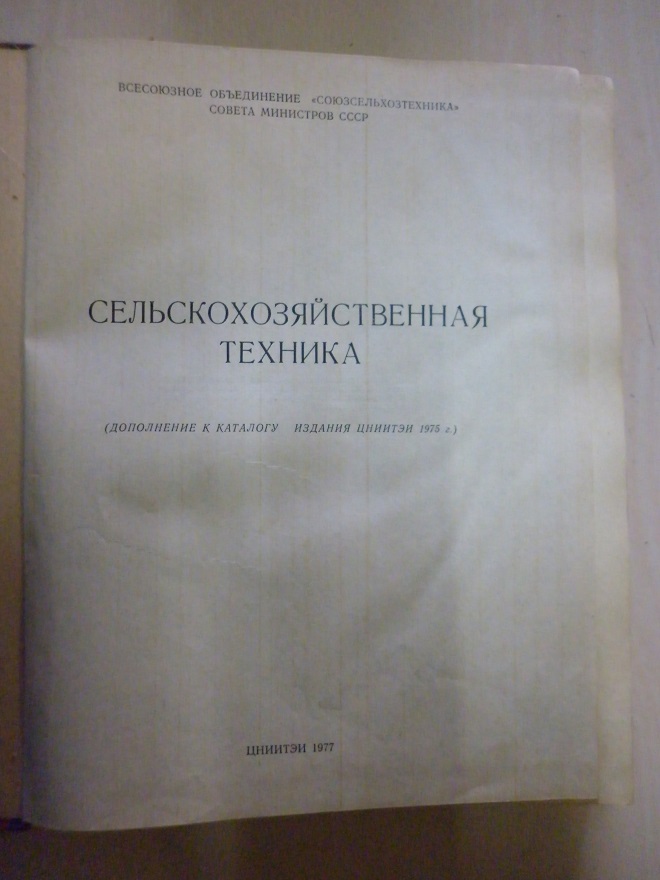 ВСЕСОЮЗНОЕ ОБЪЕДИНЕНИЕ «СОЮЗСЕЛЬХОЗТЕХНИКА»
СОВЕТА МИНИСТРОВ СССР
СЕЛЬСКОХОЗЯЙСТВЕННАЯ
ТЕХНИКА
(ДОПОЛНЕНИЕ К КАТАЛОГУ ИЗДАНИЯ ЦНИИТЭИ 1975 г.)
ЦНИИТЭИ 1977